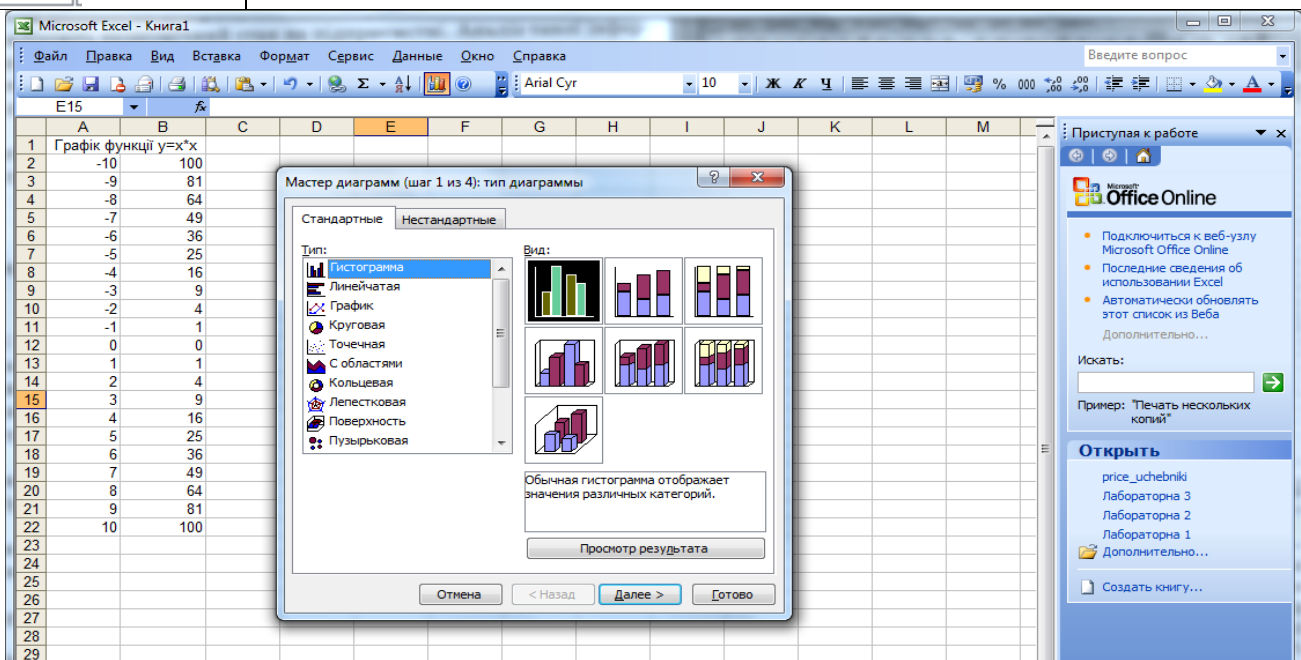 Microsoft Excel - Книга1
Файл Правка Вид Вставка Формат Сервис Данные Окно Справка
Введите вопрос
Arial Cyr 10 Ж К Ч % 000
E15 fx
A B C D E F G H I J K L M
1 Графік функції y=x*x
2 -10 100
3 -9 81
4 -8 64
5 -7 49
6 -6 36
7 -5 25
8 -4 16
9 -3 9
10 -2 4
11 -1 1
12 0 0
13 1 1
14 2 4
15 3 9
16 4 16
17 5 25
18 6 36
19 7 49
20 8 64
21 9 81
22 10 100
23
24
25
26
27
28
29
Мастер диаграмм (шаг 1 из 4): тип диаграммы
Стандартные Нестандартные
Тип:
Гистограмма
Линейчатая
График
Круговая
Точечная
С областями
Кольцевая
Лепестковая
Поверхность
Пузырьковая
Вид:
Обычная гистограмма отображает
значения различных категорий.
Просмотр результата
Отмена < Назад Далее > Готово
Приступая к работе
Microsoft
Office Online
Подключиться к веб-узлу
Microsoft Office Online
Последние сведения об
использовании Excel
Автоматически обновлять
этот список из Веба
Дополнительно...
Искать:
Пример: "Печать нескольких
копий"
Открыть
price_uchebniki
Лабораторна 3
Лабораторна 2
Лабораторна 1
Дополнительно...
Создать книгу...